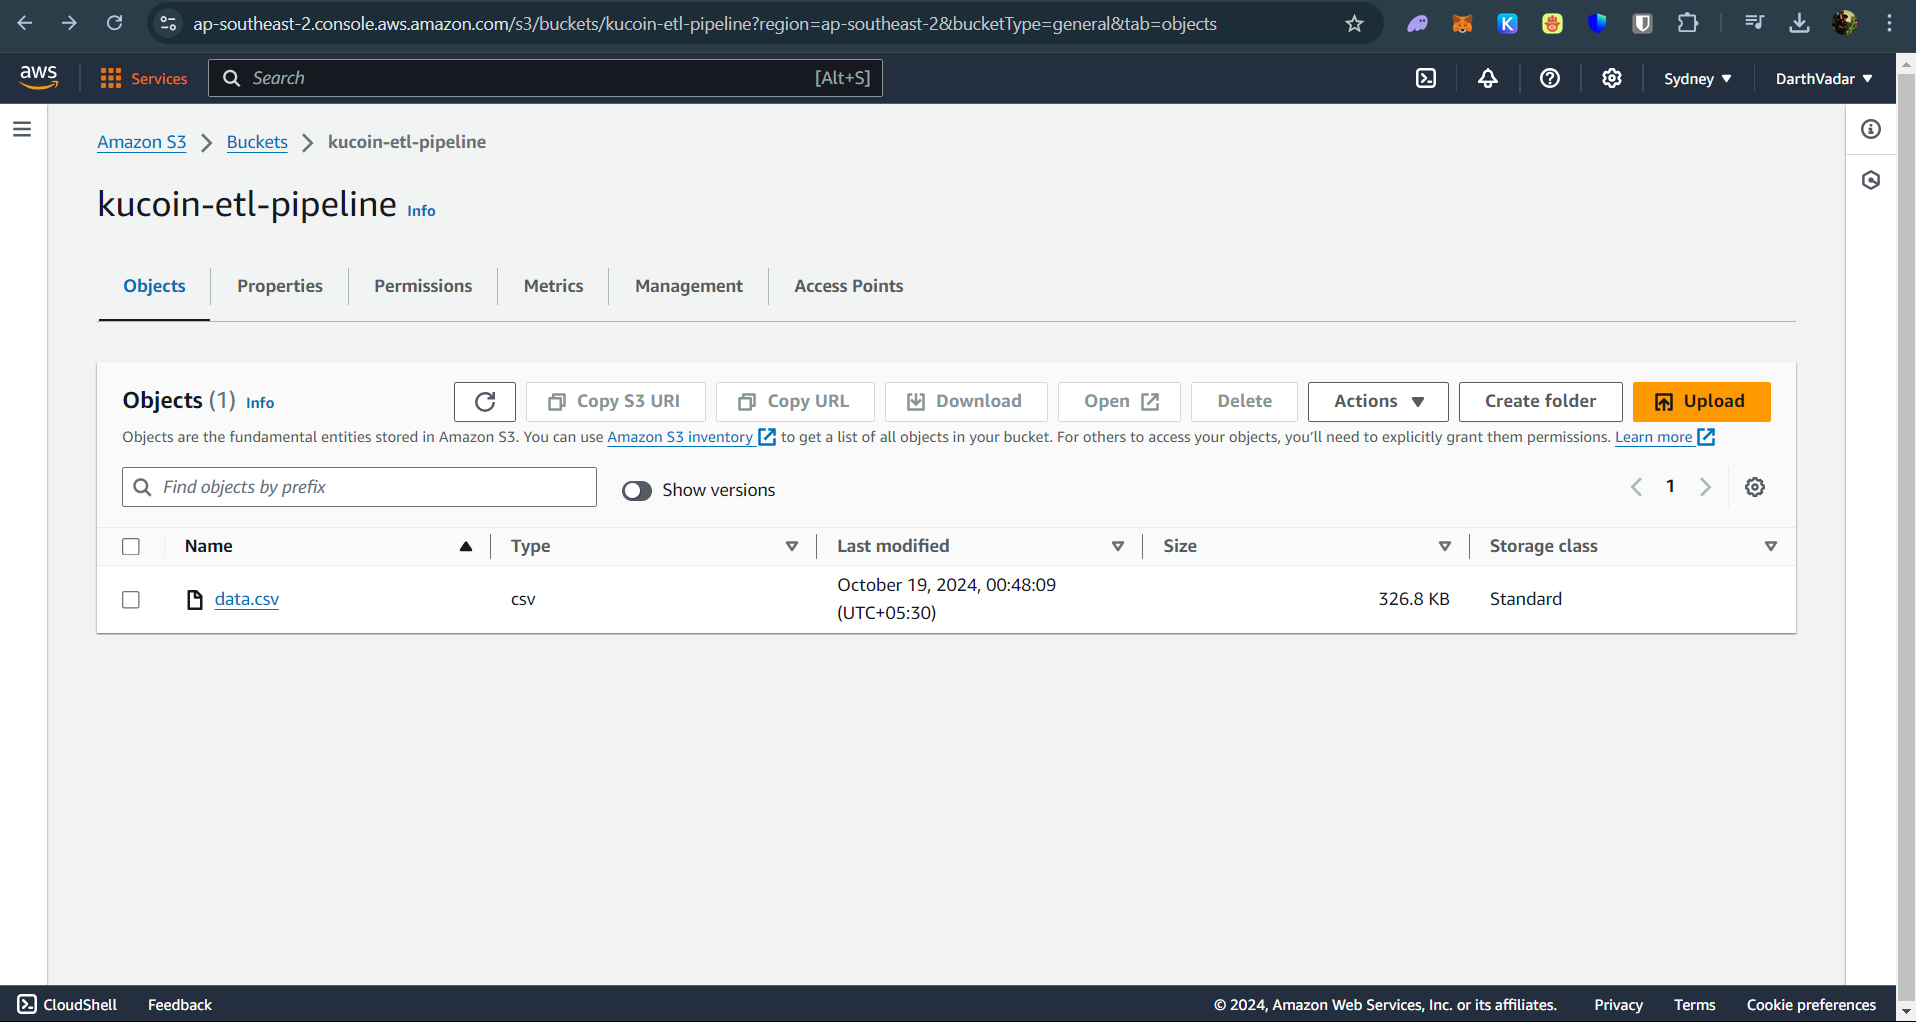 ap-southeast-2.console.aws.amazon.com/s3/buckets/kucoin-etl-pipeline?region=ap-southeast-2&bucketType=general&tab=objects
aws Services Search [Alt+S] Sydney ▼ DarthVadar ▼
Amazon S3 > Buckets > kucoin-etl-pipeline
kucoin-etl-pipeline Info
Objects Properties Permissions Metrics Management Access Points
Objects (1) Info Copy S3 URI Copy URL Download Open Delete Actions ▼ Create folder Upload
Objects are the fundamental entities stored in Amazon S3. You can use Amazon S3 inventory to get a list of all objects in your bucket. For others to access your objects, you’ll need to explicitly grant them permissions. Learn more
Find objects by prefix Show versions 1
Name Type Last modified Size Storage class
data.csv csv October 19, 2024, 00:48:09 (UTC+05:30) 326.8 KB Standard
CloudShell Feedback © 2024, Amazon Web Services, Inc. or its affiliates. Privacy Terms Cookie preferences